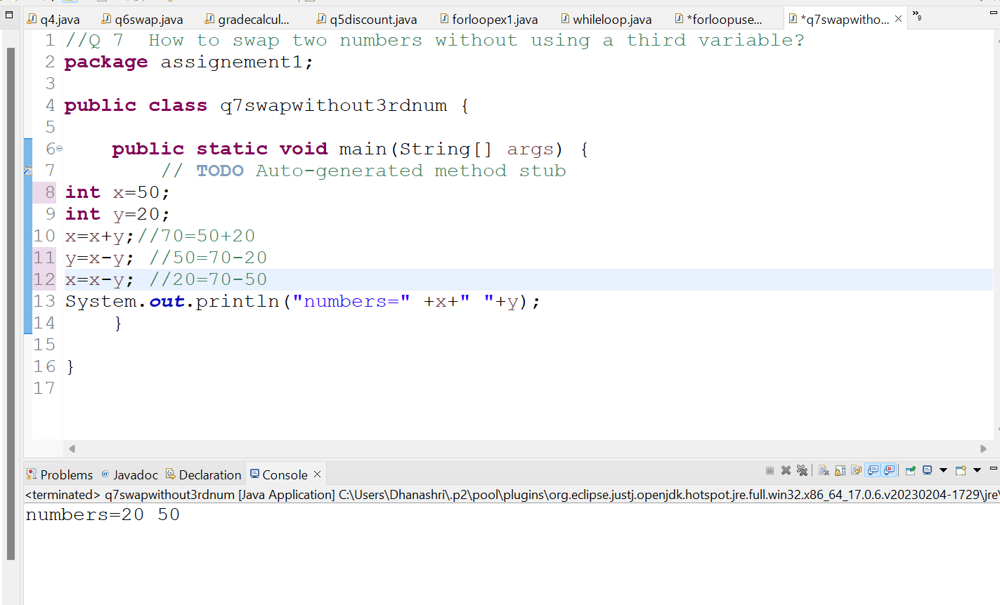 q4.java q6swap.java gradecalcul... q5discount.java forloopex1.java whileloop.java *forloopuse... *q7swapwitho... »9
1 //Q 7  How to swap two numbers without using a third variable?
2 package assignement1;
3
4 public class q7swapwithout3rdnum {
5
6     public static void main(String[] args) {
7         // TODO Auto-generated method stub
8 int x=50;
9 int y=20;
10 x=x+y;//70=50+20
11 y=x-y; //50=70-20
12 x=x-y; //20=70-50
13 System.out.println("numbers=" +x+" "+y);
14     }
15
16 }
17
Problems @ Javadoc Declaration Console
<terminated> q7swapwithout3rdnum [Java Application] C:\Users\Dhanashri\.p2\pool\plugins\org.eclipse.justj.openjdk.hotspot.jre.full.win32.x86_64_17.0.6.v20230204-1729\jre\
numbers=20 50